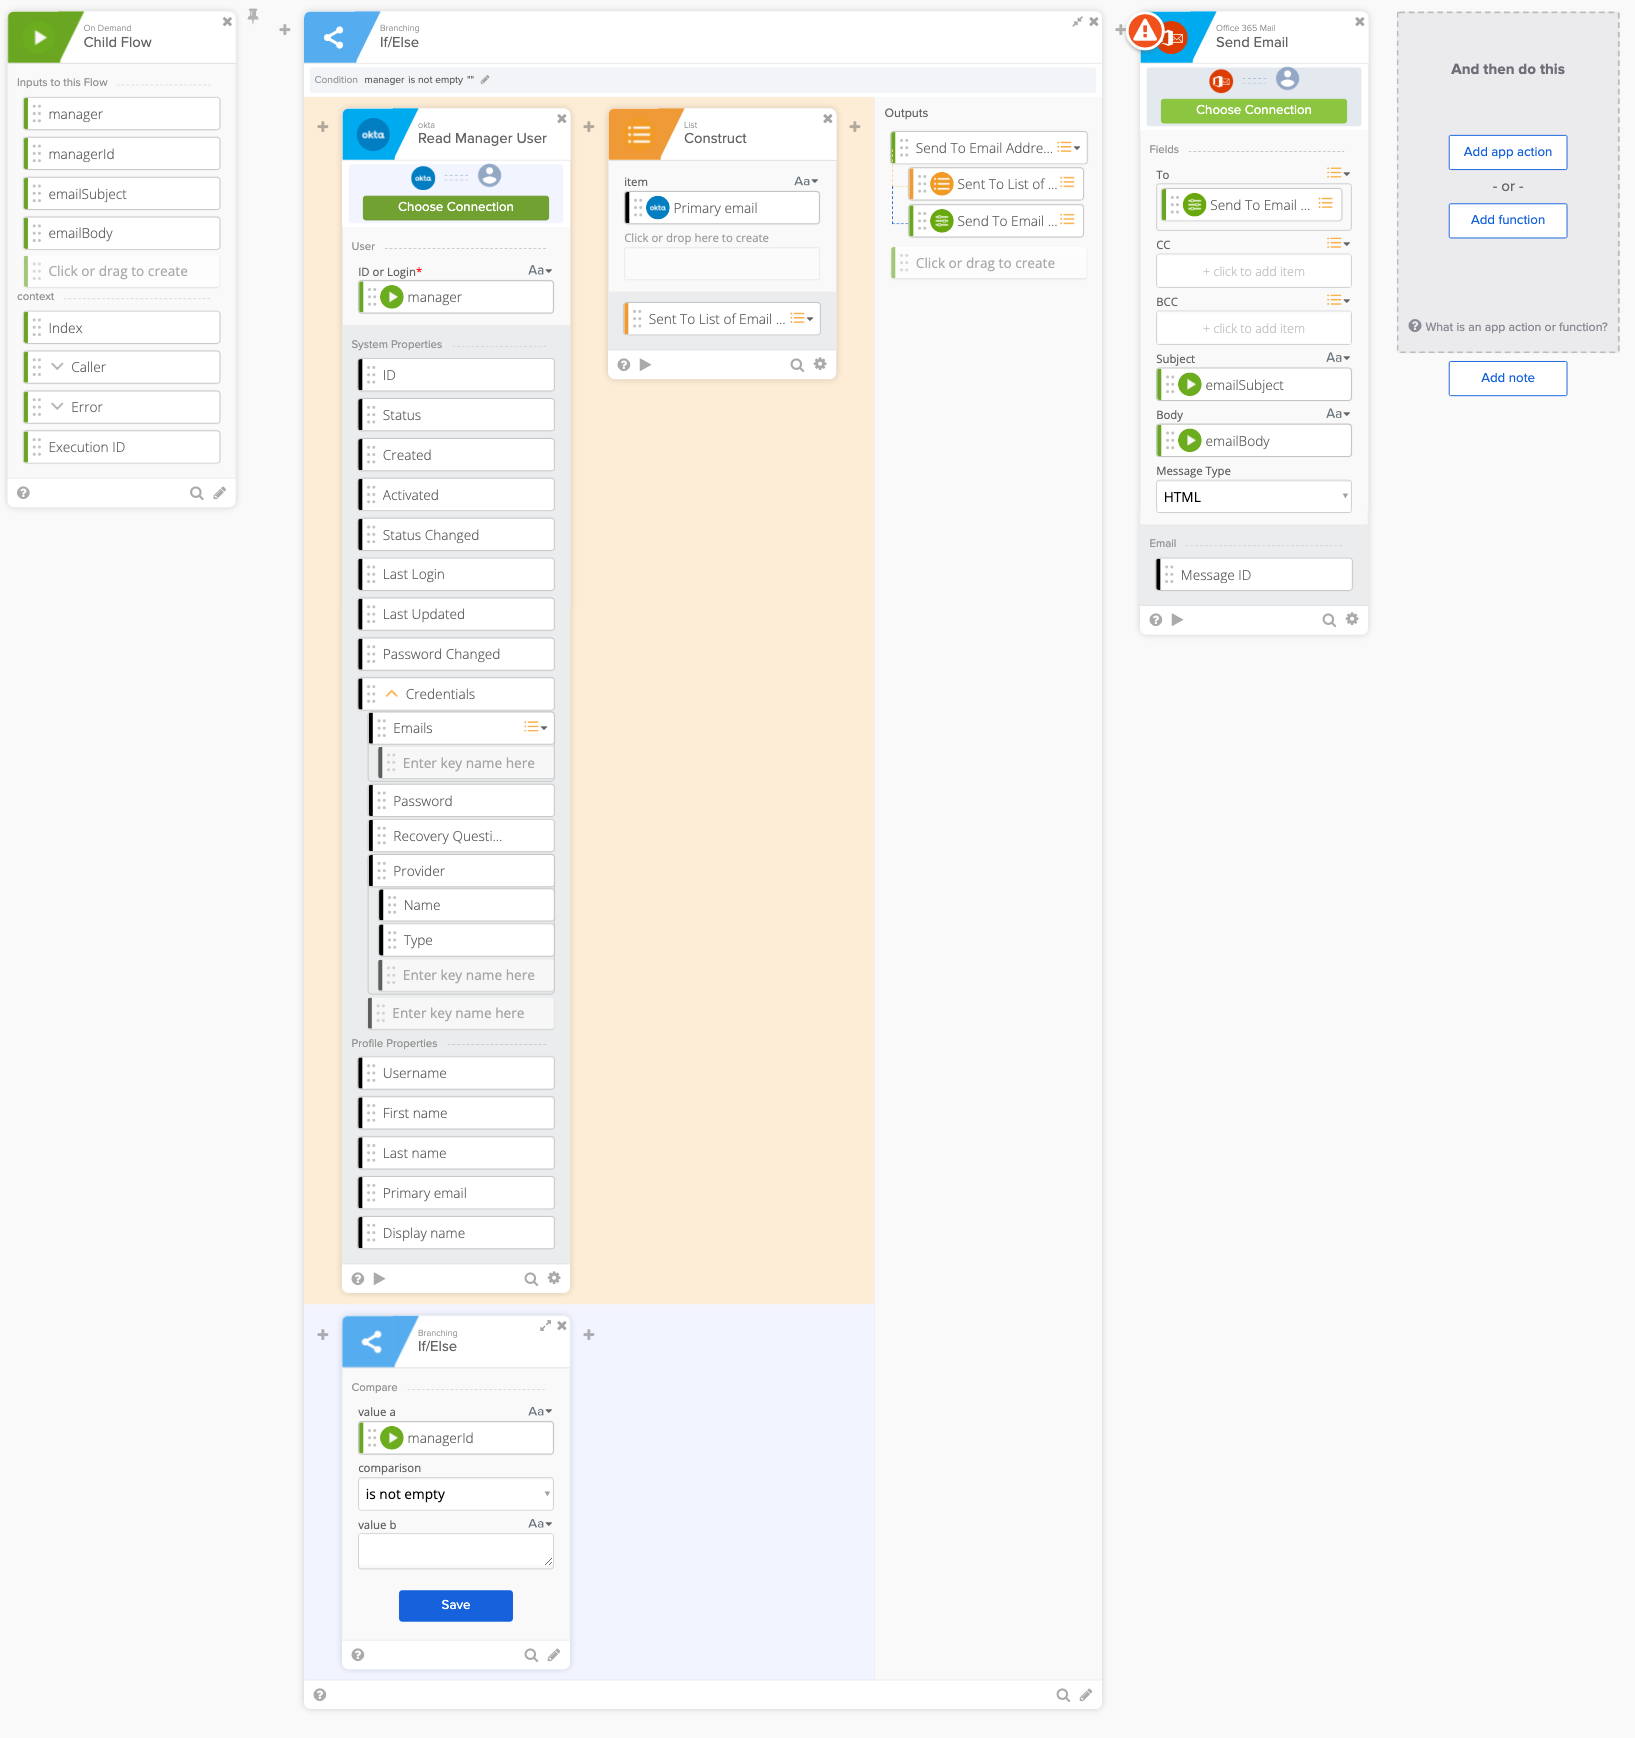 On Demand
Child Flow
Inputs to this Flow
manager
managerId
emailSubject
emailBody
Click or drag to create
context
Index
Caller
Error
Execution ID
Branching
If/Else
Condition manager is not empty ""
okta
okta
Read Manager User
okta
Choose Connection
User
ID or Login*
Aa
manager
System Properties
ID
Status
Created
Activated
Status Changed
Last Login
Last Updated
Password Changed
Credentials
Emails
Enter key name here
Password
Recovery Questi...
Provider
Name
Type
Enter key name here
Enter key name here
Profile Properties
Username
First name
Last name
Primary email
Display name
List
Construct
item
Aa
okta Primary email
Click or drop here to create
Sent To List of Email ...
Outputs
Send To Email Addre...
Sent To List of ...
Send To Email ...
Click or drag to create
Branching
If/Else
Compare
value a
Aa
managerId
comparison
is not empty
value b
Aa
Save
Office 365 Mail
Send Email
Choose Connection
Fields
To
Send To Email ...
CC
+ click to add item
BCC
+ click to add item
Subject
Aa
emailSubject
Body
Aa
emailBody
Message Type
HTML
Email
Message ID
And then do this
Add app action
- or -
Add function
What is an app action or function?
Add note